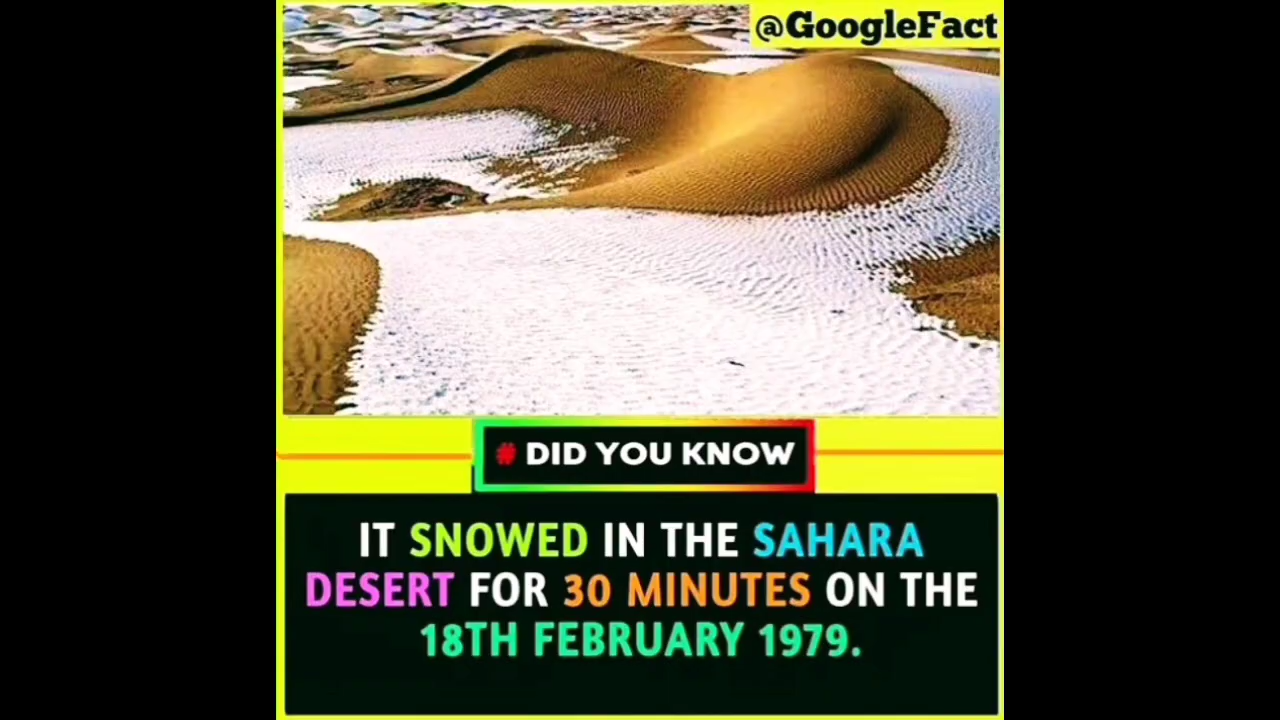 @GoogleFact
# DID YOU KNOW
IT SNOWED IN THE SAHARA
DESERT FOR 30 MINUTES ON THE
18TH FEBRUARY 1979.